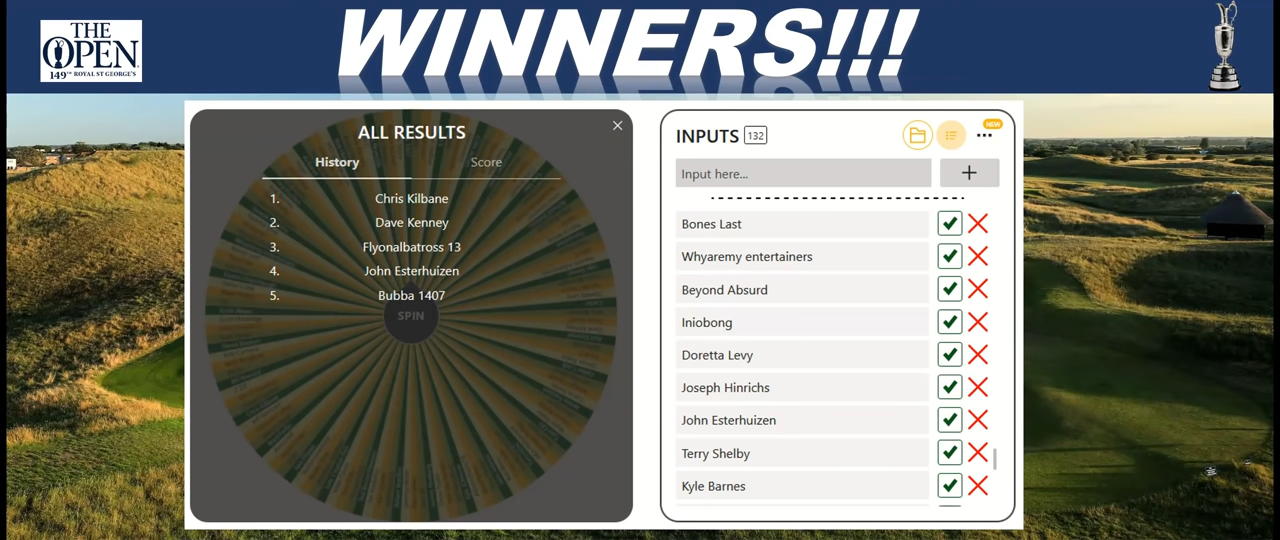 THE
OPEN
149TH ROYAL ST GEORGE'S
WINNERS!!!
ALL RESULTS
History Score
1. Chris Kilbane
2. Dave Kenney
3. Flyonalbatross 13
4. John Esterhuizen
5. Bubba 1407
SPIN
INPUTS 132
NEW
Input here...
Bones Last
Whyaremy entertainers
Beyond Absurd
Iniobong
Doretta Levy
Joseph Hinrichs
John Esterhuizen
Terry Shelby
Kyle Barnes